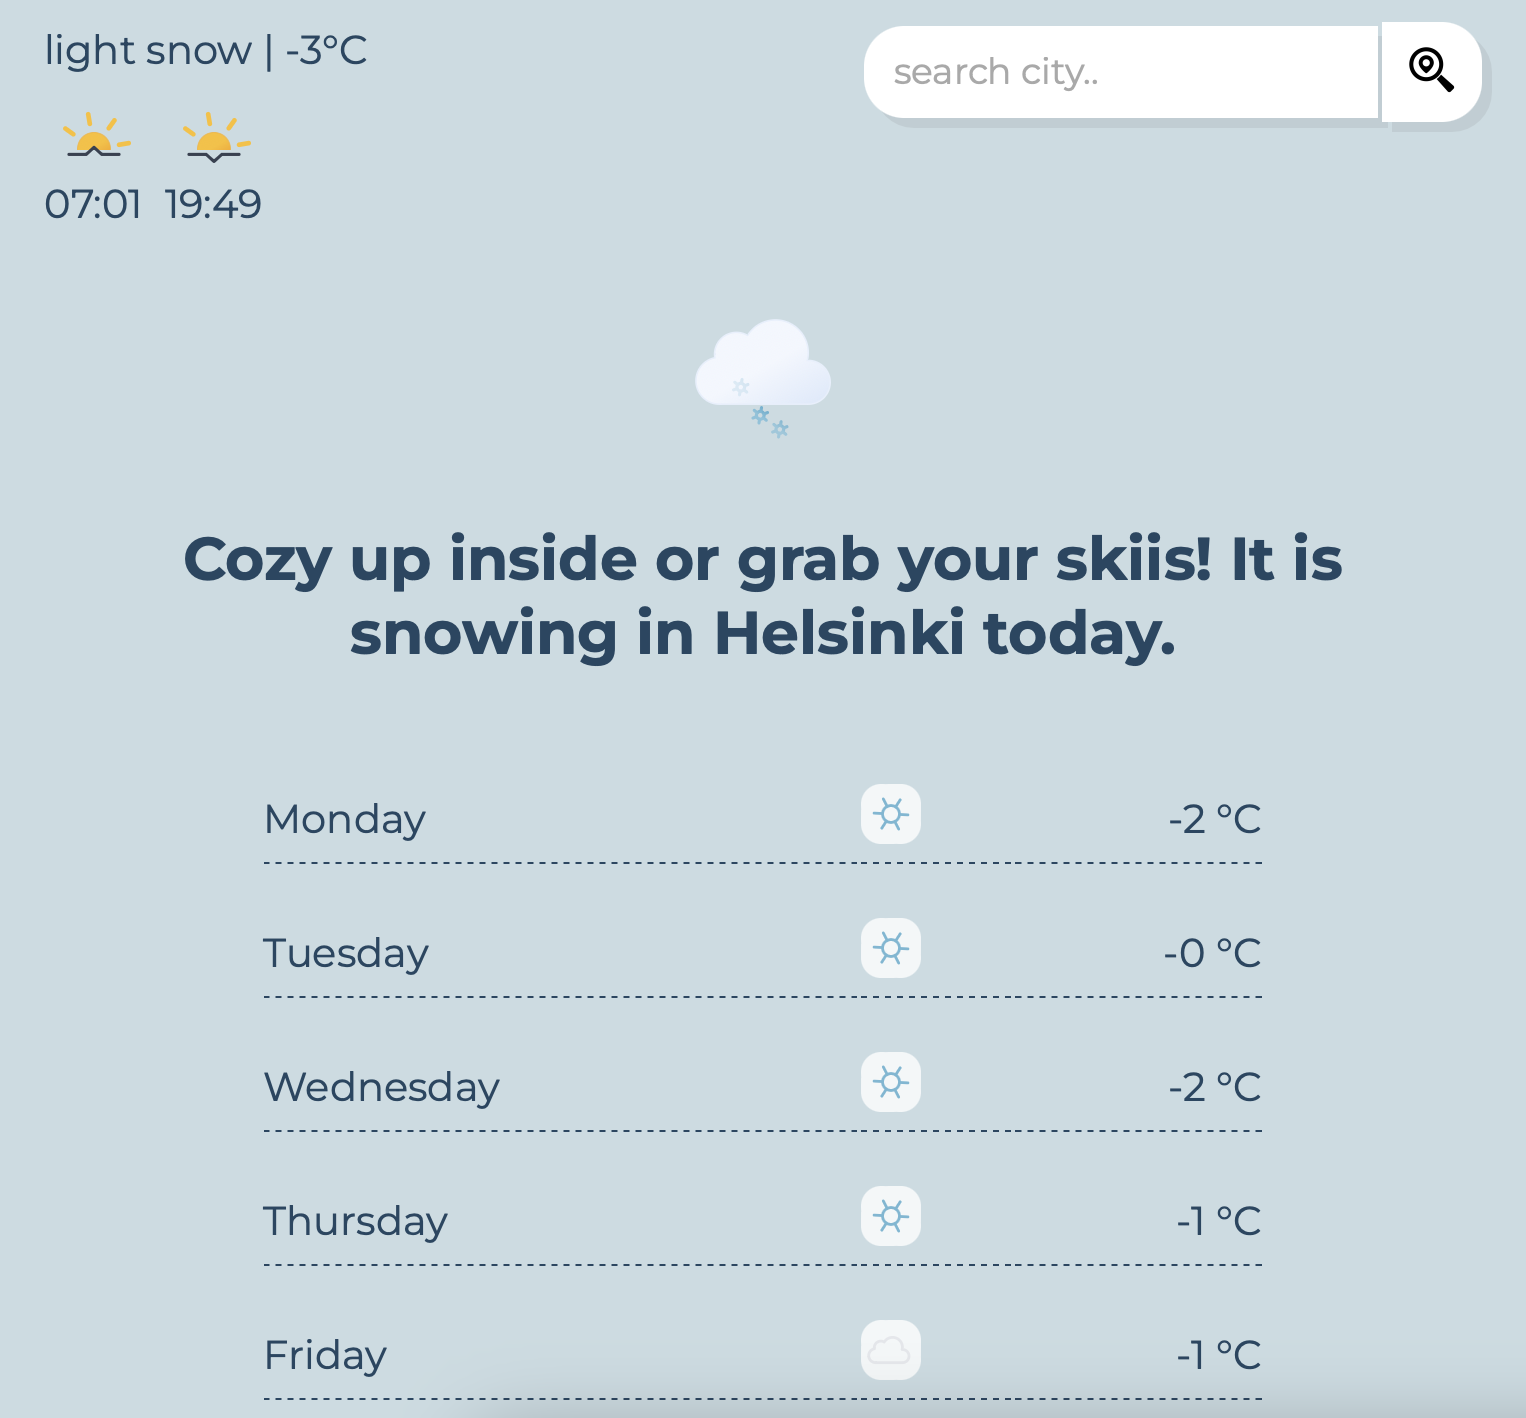 light snow | -3°C
search city..
07:01 19:49
Cozy up inside or grab your skiis! It is
snowing in Helsinki today.
Monday -2 °C
Tuesday -0 °C
Wednesday -2 °C
Thursday -1 °C
Friday -1 °C